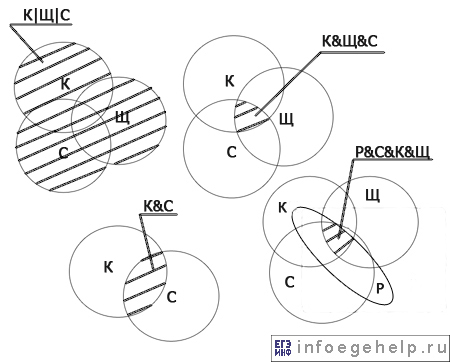 К|Щ|С
К
Щ
С
К&Щ&С
К
Щ
С
К&С
К
С
Р&С&К&Щ
К
Щ
С
Р
ЕГЭ
ИНФ
infoegehelp.ru